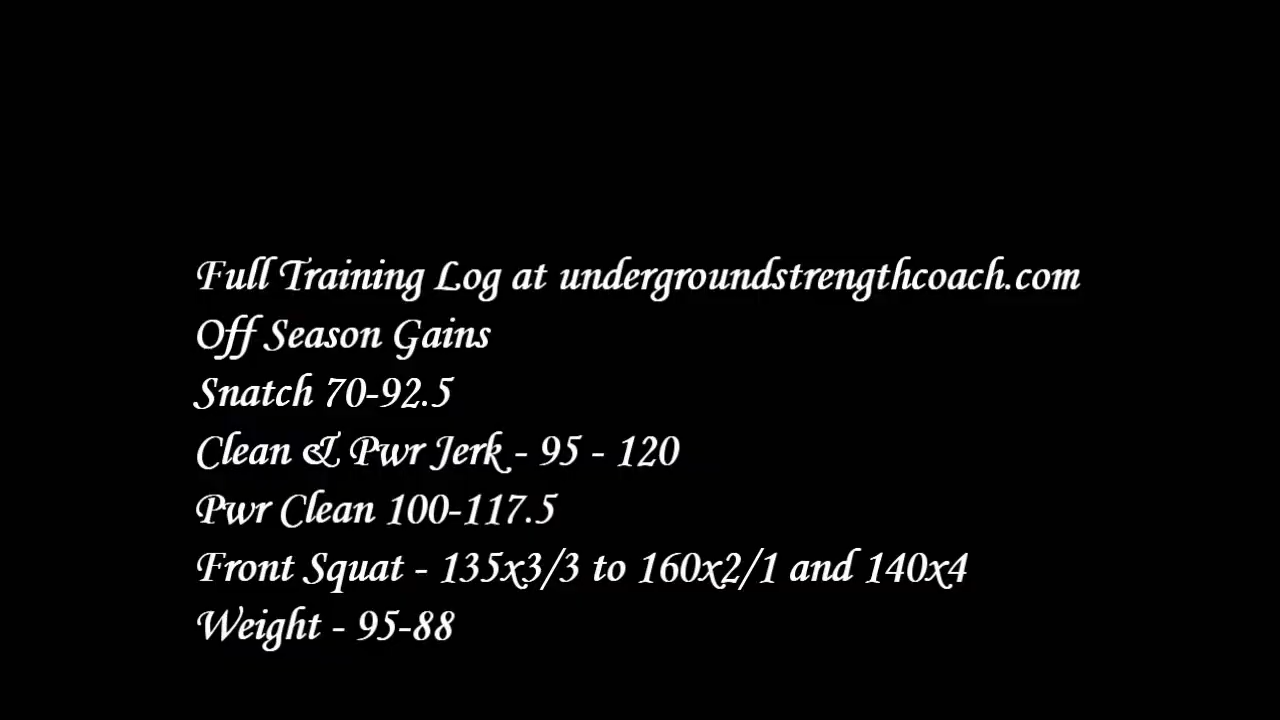 Full Training Log at undergroundstrengthcoach.com
Off Season Gains
Snatch 70-92.5
Clean & Pwr Jerk - 95 - 120
Pwr Clean 100-117.5
Front Squat - 135x3/3 to 160x2/1 and 140x4
Weight - 95-88